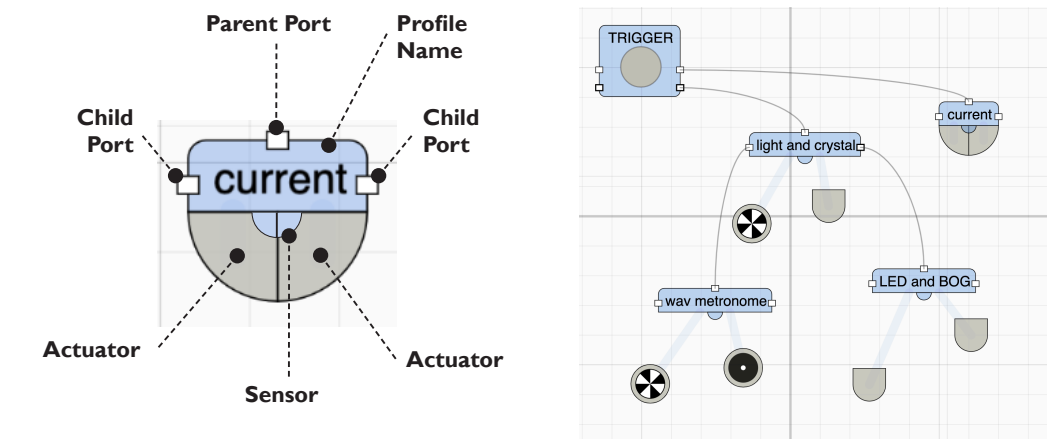 Parent Port
Profile
Name
Child
Port
Child
Port
current
Actuator
Actuator
Sensor
TRIGGER
current
light and crystal
LED and BOG
wav metronome